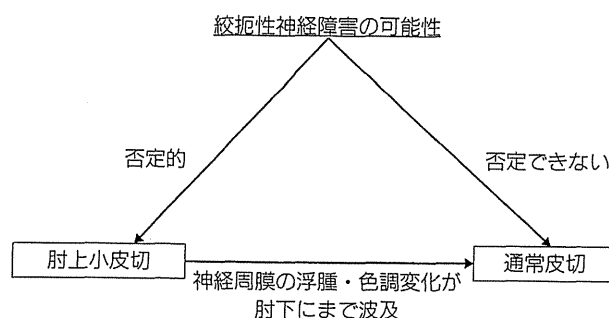 絞扼性神経障害の可能性
否定的
否定できない
肘上小皮切
通常皮切
神経周膜の浮腫・色調変化が
肘下にまで波及